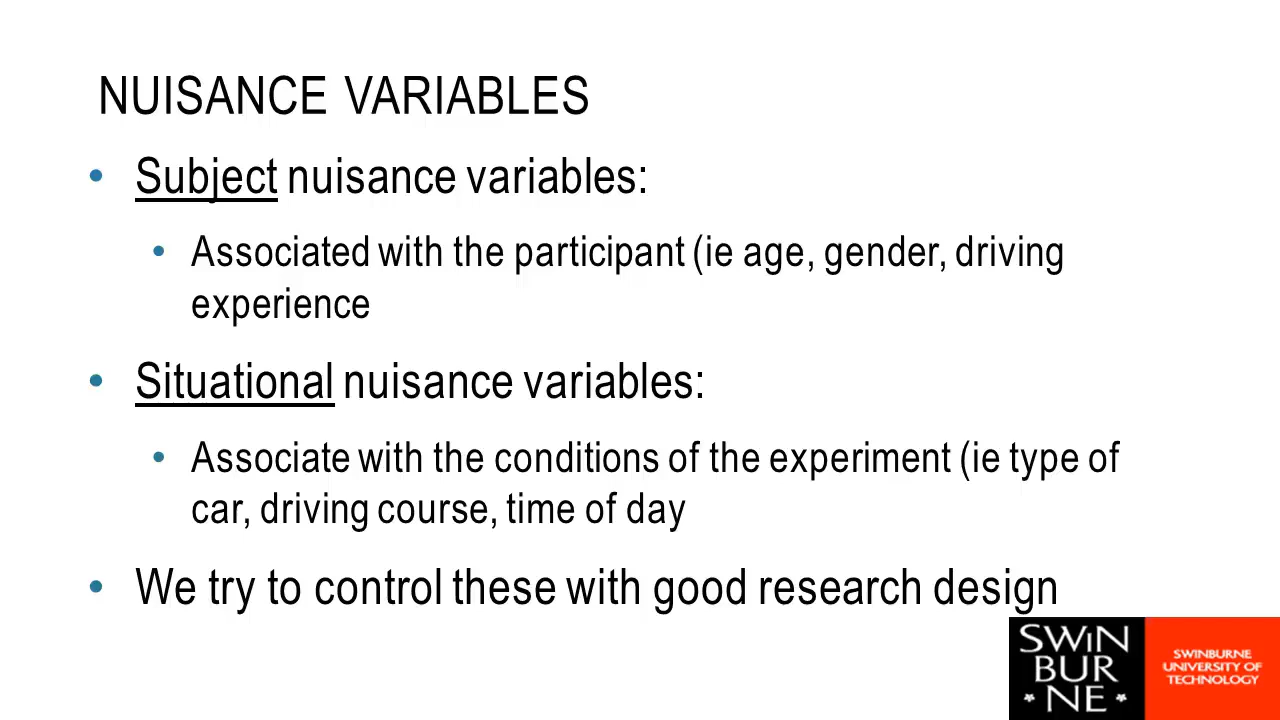 NUISANCE VARIABLES
• Subject nuisance variables:
• Associated with the participant (ie age, gender, driving
experience
• Situational nuisance variables:
• Associate with the conditions of the experiment (ie type of
car, driving course, time of day
• We try to control these with good research design
SWIN
BUR
* NE *
SWINBURNE
UNIVERSITY OF
TECHNOLOGY